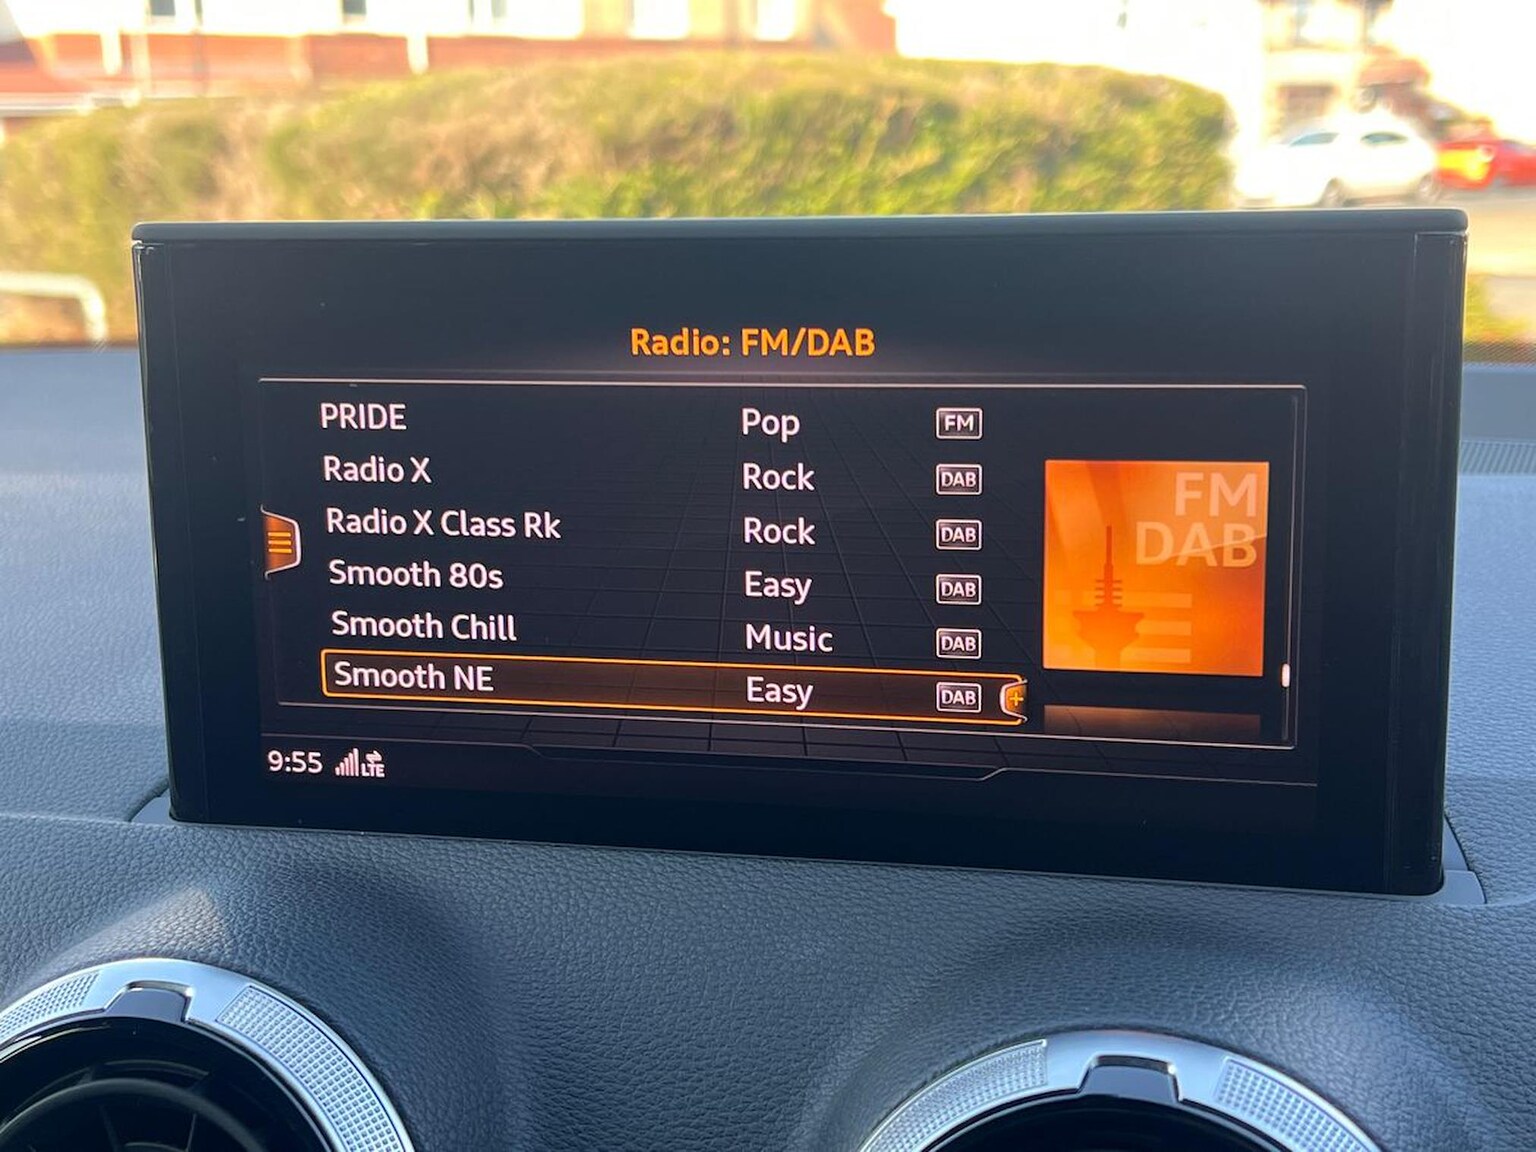 Radio: FM/DAB
PRIDE Pop FM
Radio X Rock DAB
Radio X Class Rk Rock DAB
Smooth 80s Easy DAB
Smooth Chill Music DAB
Smooth NE Easy DAB +
FM
DAB
9:55 LTE